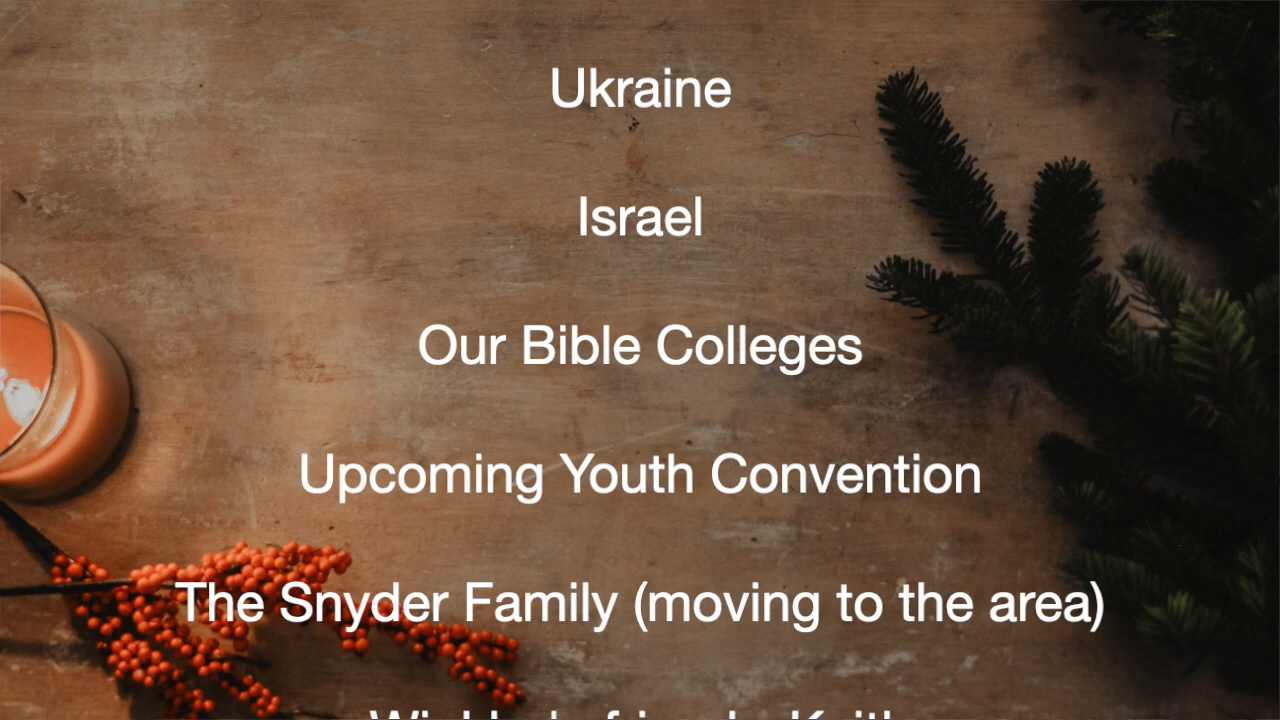 Ukraine
Israel
Our Bible Colleges
Upcoming Youth Convention
The Snyder Family (moving to the area)